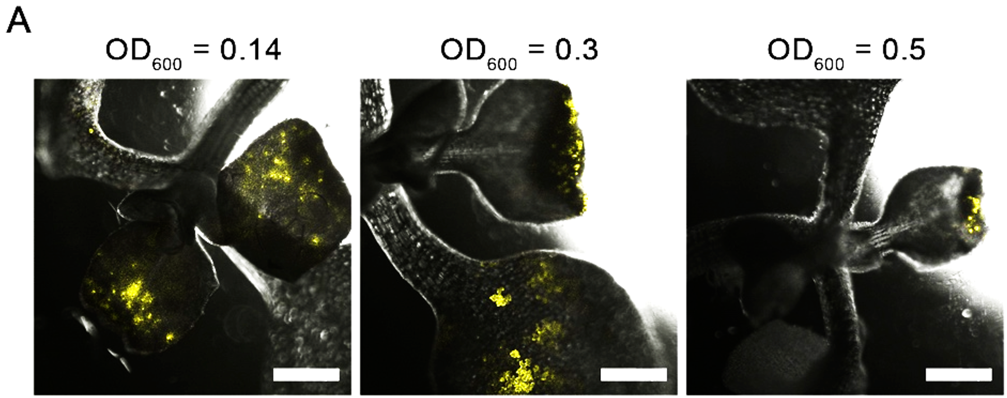 A
OD600 = 0.14
OD600 = 0.3
OD600 = 0.5